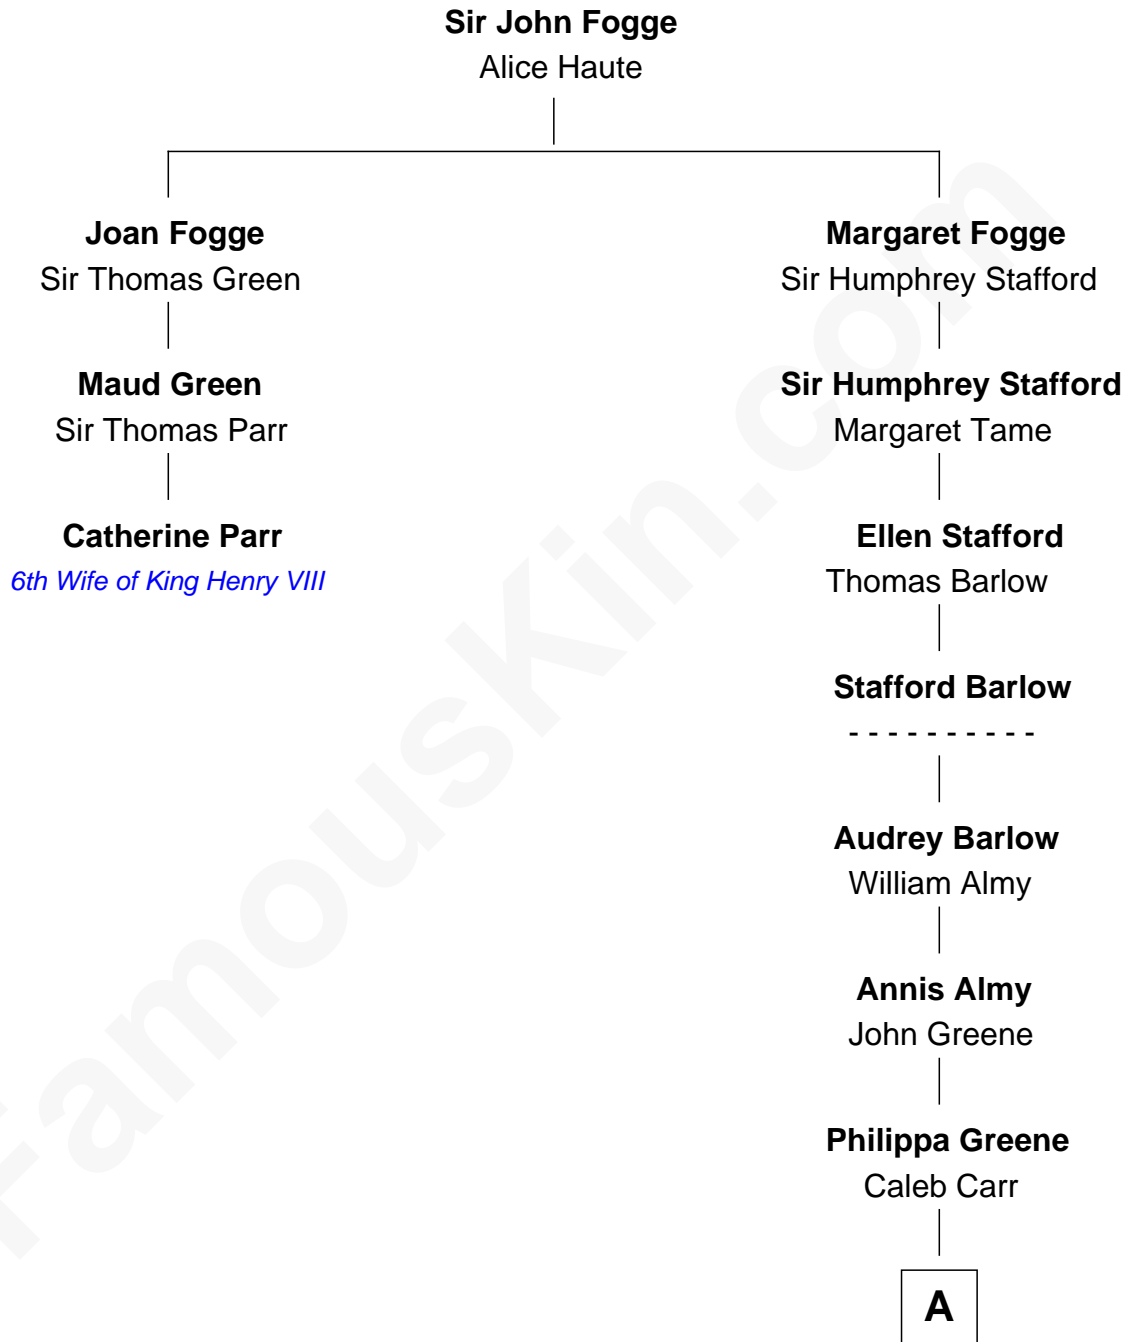 Sir John Fogge
Alice Haute
Joan Fogge
Sir Thomas Green
Margaret Fogge
Sir Humphrey Stafford
Maud Green
Sir Thomas Parr
Sir Humphrey Stafford
Margaret Tame
Catherine Parr
6th Wife of King Henry VIII
Ellen Stafford
Thomas Barlow
Stafford Barlow
- - - - - - - - - -
Audrey Barlow
William Almy
Annis Almy
John Greene
Philippa Greene
Caleb Carr
A
FamousKin.com